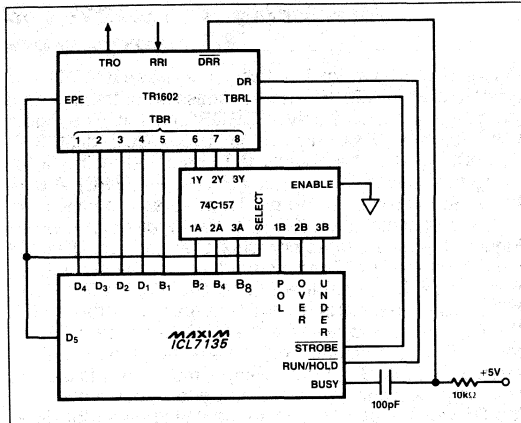 TRO RRI DRR
DR
EPE TR1602 TBRL
TBR
1 2 3 4 5 6 7 8
1Y 2Y 3Y
ENABLE
74C157
SELECT
1A 2A 3A 1B 2B 3B
D4 D3 D2 D1 B1 B2 B4 B8 POL OVER UNDER
D5
MAXIM
ICL7135
STROBE
RUN/HOLD
BUSY
+5V
100pF 10kΩ